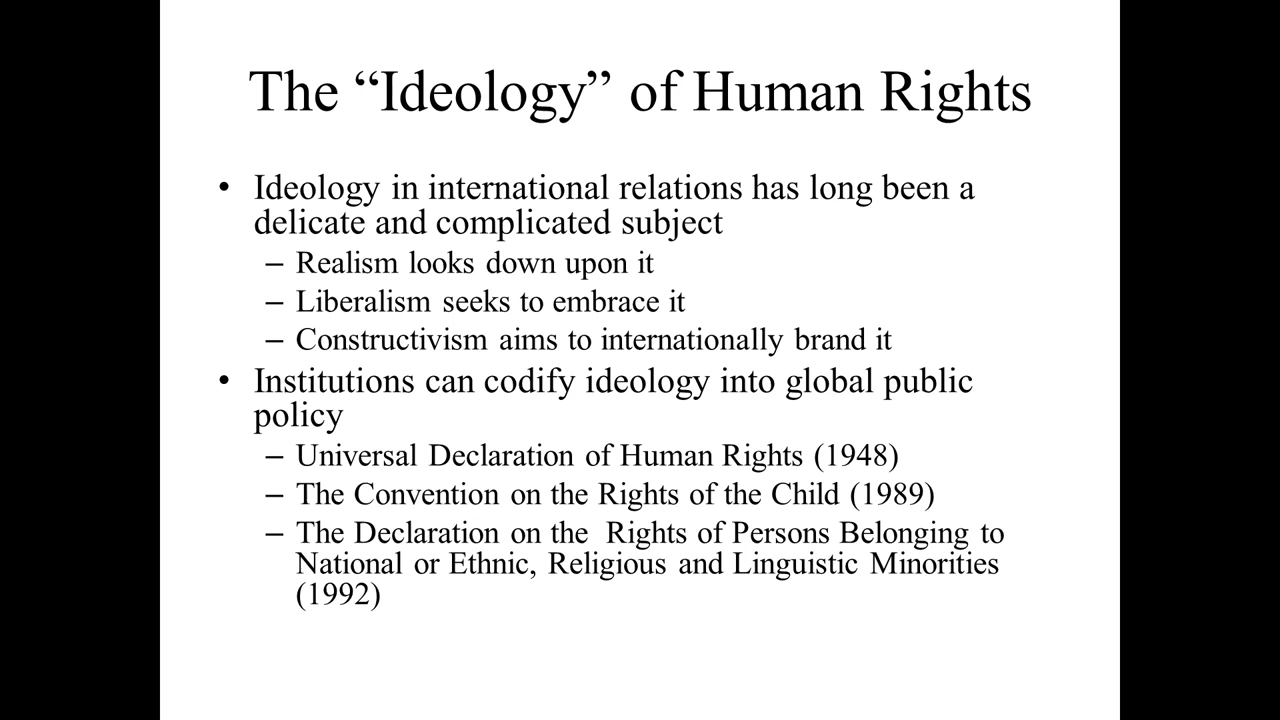 The “Ideology” of Human Rights
• Ideology in international relations has long been a
delicate and complicated subject
– Realism looks down upon it
– Liberalism seeks to embrace it
– Constructivism aims to internationally brand it
• Institutions can codify ideology into global public
policy
– Universal Declaration of Human Rights (1948)
– The Convention on the Rights of the Child (1989)
– The Declaration on the  Rights of Persons Belonging to
National or Ethnic, Religious and Linguistic Minorities
(1992)